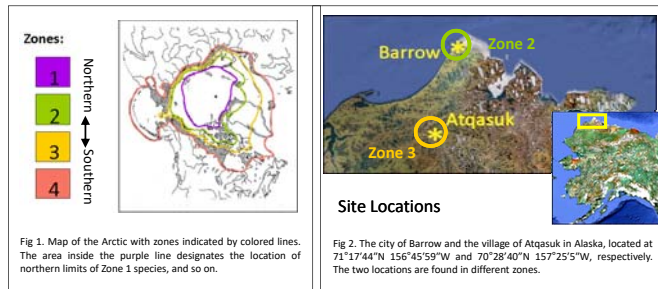 Zones:
1
2
3
4
Northern
Southern
Fig 1. Map of the Arctic with zones indicated by colored lines.
The area inside the purple line designates the location of
northern limits of Zone 1 species, and so on.
Barrow
Zone 2
Atqasuk
Zone 3
Site Locations
Fig 2. The city of Barrow and the village of Atqasuk in Alaska, located at
71°17’44”N 156°45’59”W and 70°28’40”N 157°25’5”W, respectively.
The two locations are found in different zones.